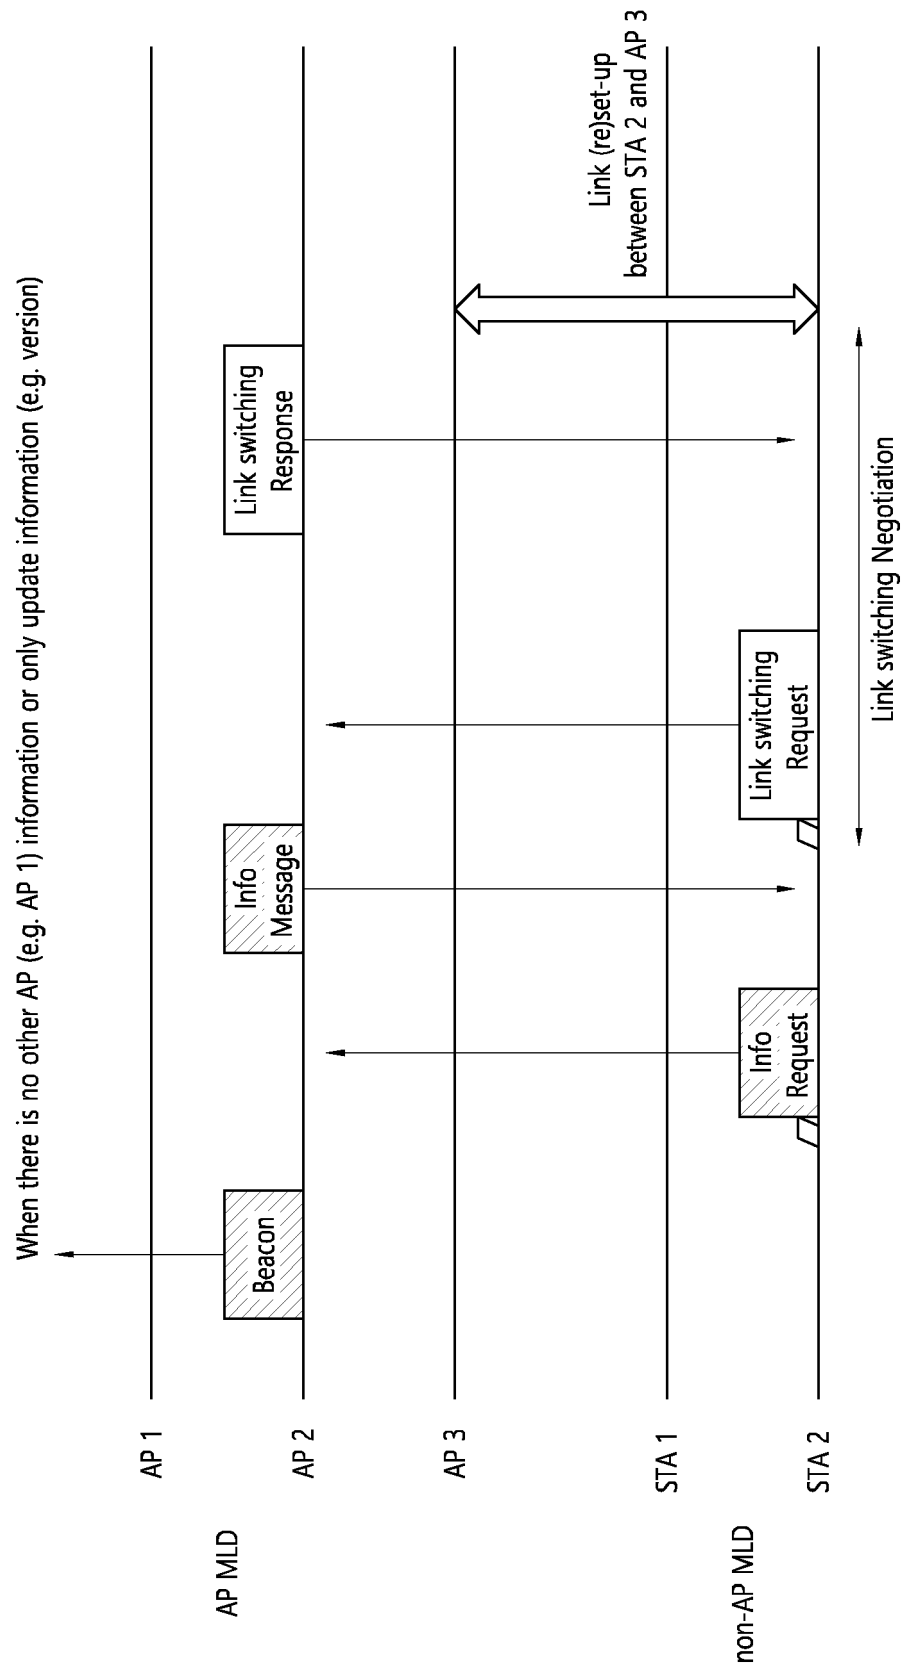 When there is no other AP (e.g. AP 1) information or only update information (e.g. version)
AP MLD
AP 1
AP 2
Beacon
Info
Message
Link switching
Response
AP 3
Link (re)set-up
between STA 2 and AP 3
non-AP MLD
STA 1
STA 2
Info
Request
Link switching
Request
Link switching Negotiation